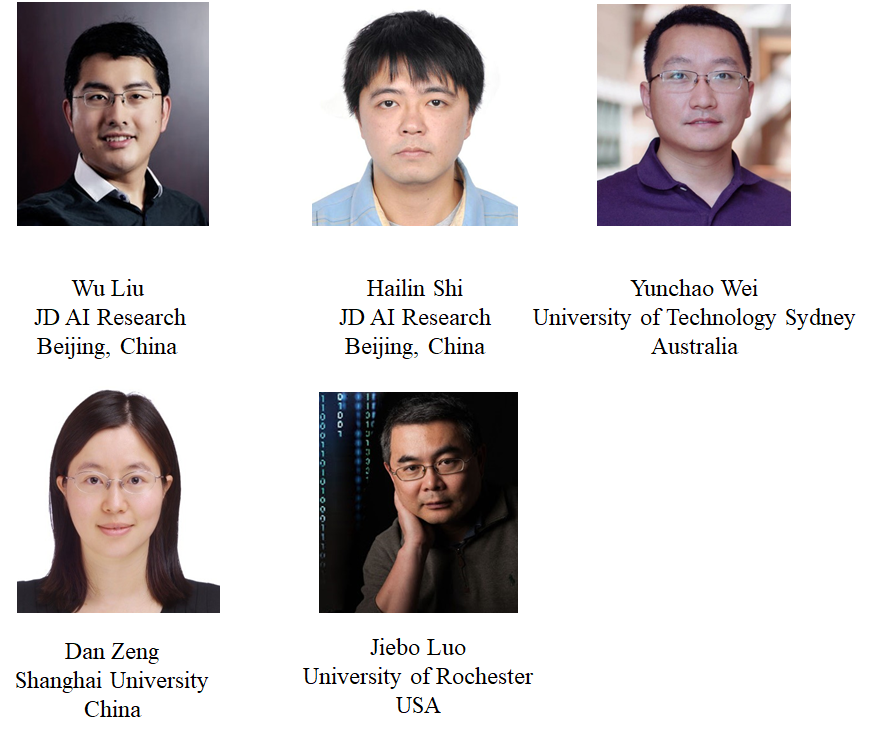 Wu Liu
JD AI Research
Beijing, China
Hailin Shi
JD AI Research
Beijing, China
Yunchao Wei
University of Technology Sydney
Australia
Dan Zeng
Shanghai University
China
Jiebo Luo
University of Rochester
USA